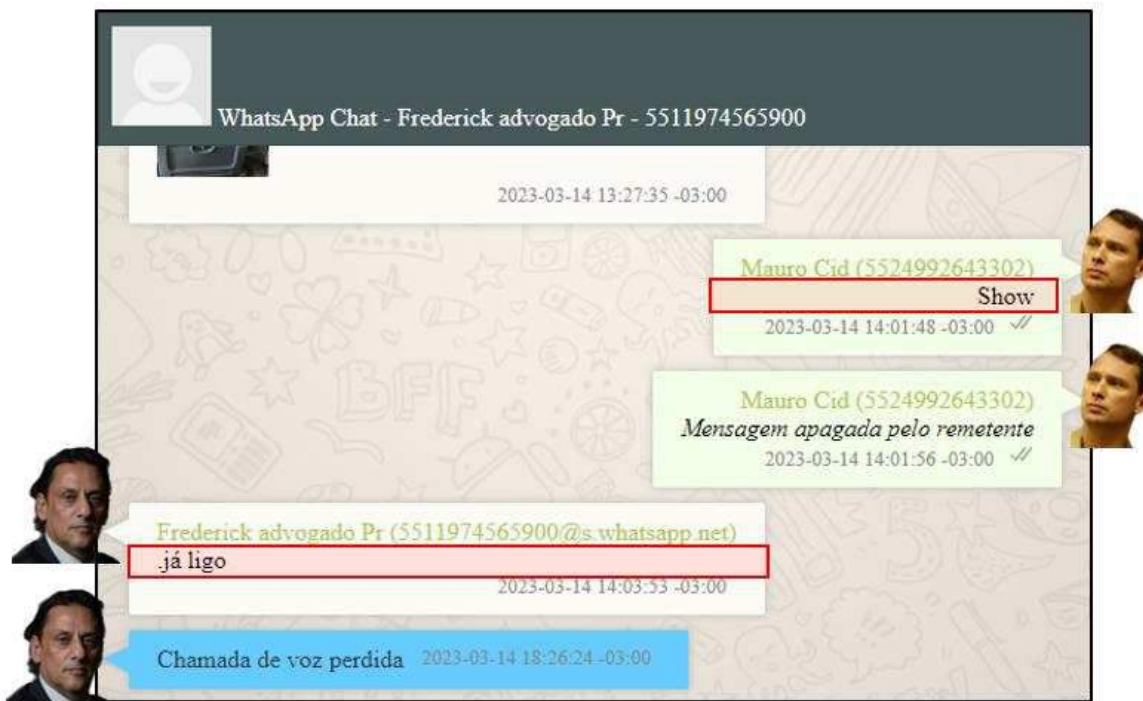 WhatsApp Chat - Frederick advogado Pr - 5511974565900
2023-03-14 13:27:35 -03:00
Mauro Cid (5524992643302)
Show
2023-03-14 14:01:48 -03:00
Mauro Cid (5524992643302)
Mensagem apagada pelo remetente
2023-03-14 14:01:56 -03:00
Frederick advogado Pr (5511974565900@s.whatsapp.net)
.já ligo
2023-03-14 14:03:53 -03:00
Chamada de voz perdida 2023-03-14 18:26:24 -03:00
BFF